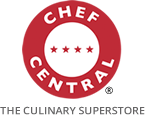 CHEF
CENTRAL
®
THE CULINARY SUPERSTORE